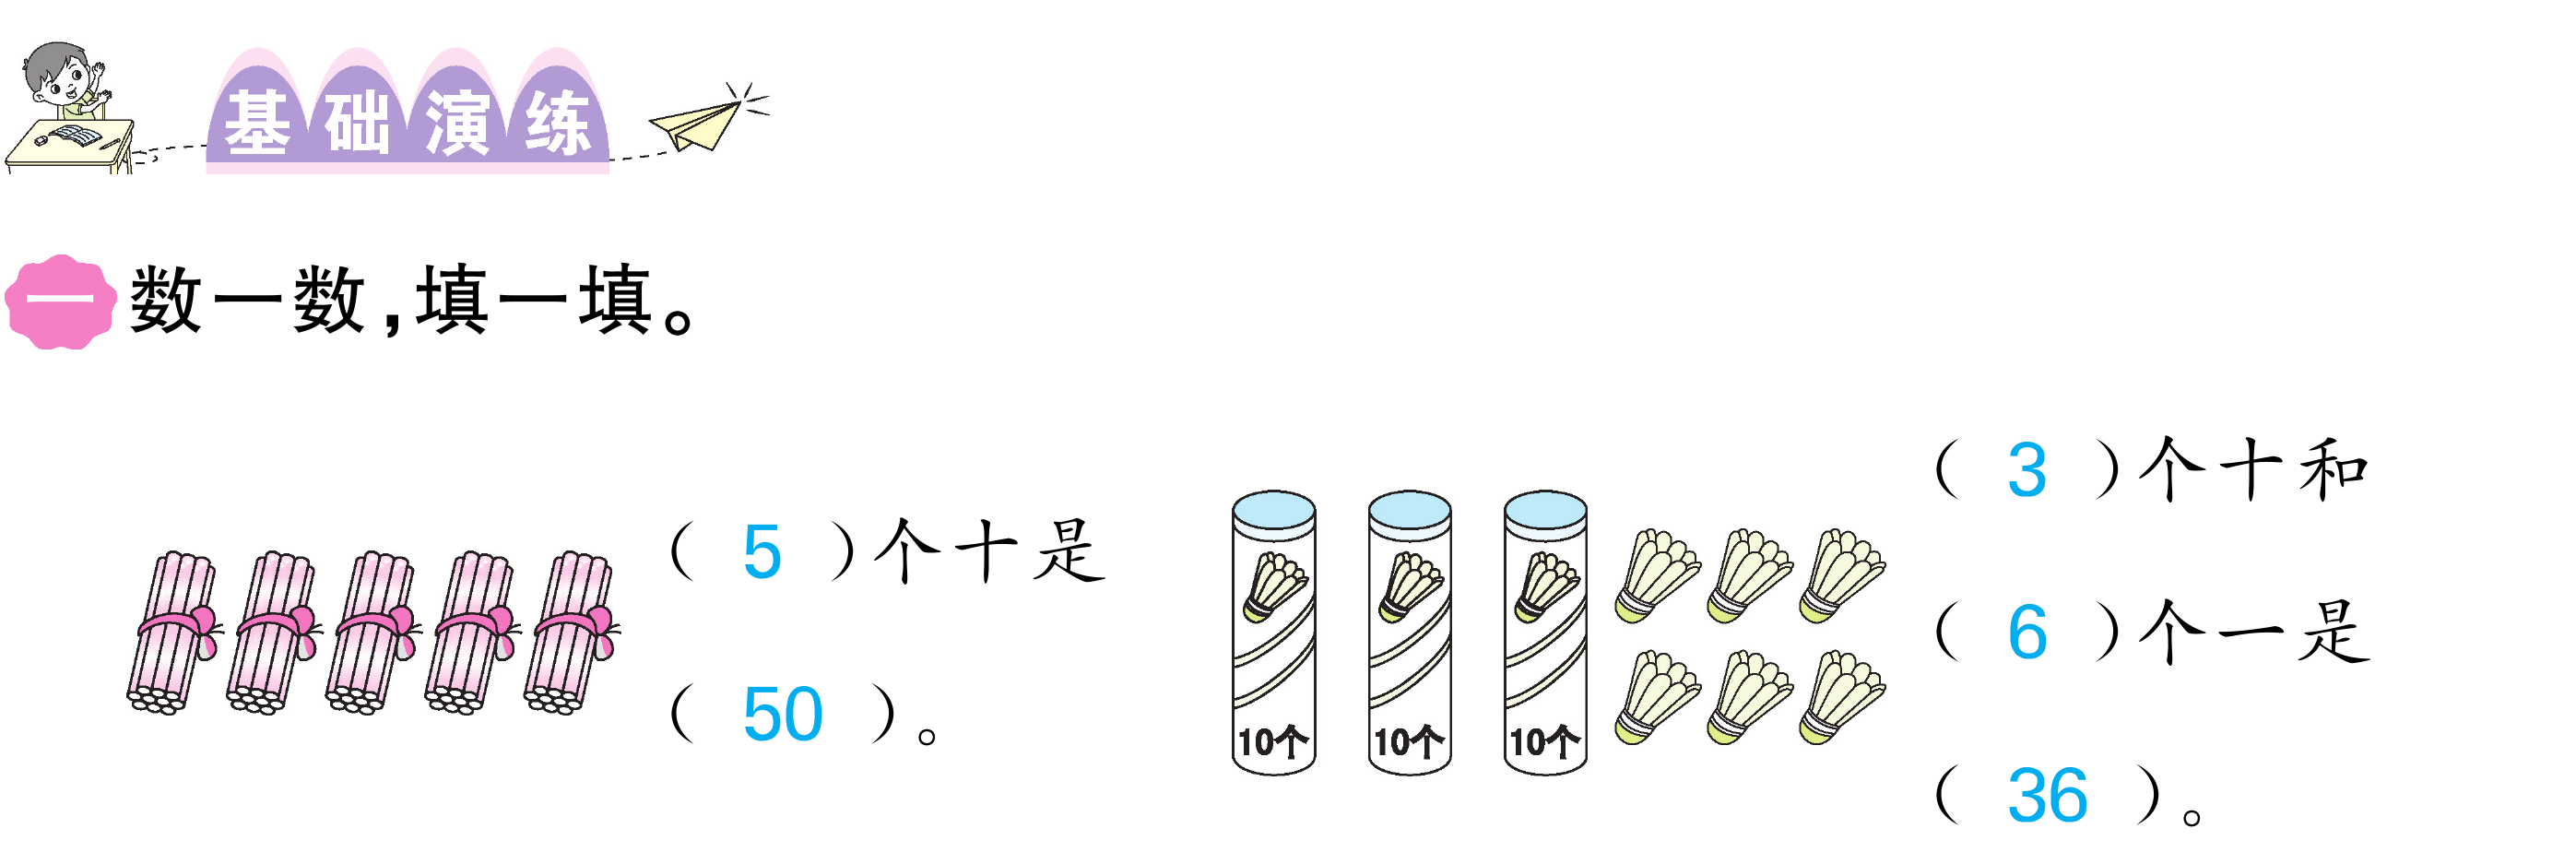 基础演练
一 数一数,填一填。
( 5 )个十是
( 50 )。
10个 10个 10个
( 3 )个十和
( 6 )个一是
( 36 )。